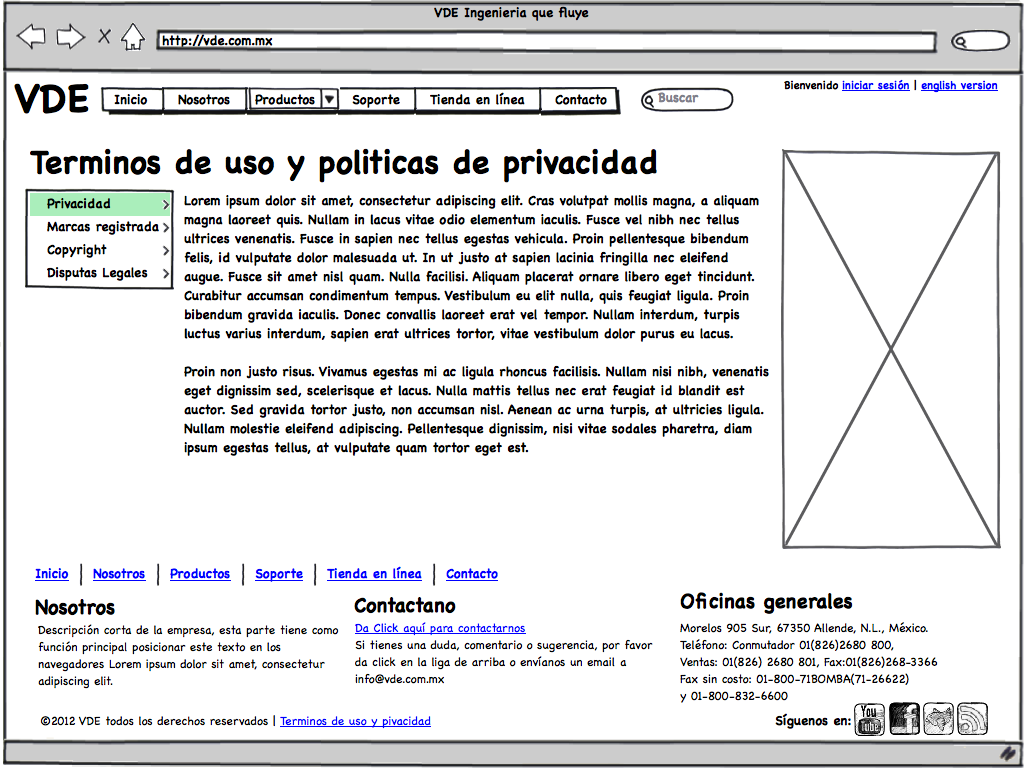 VDE Ingenieria que fluye
http://vde.com.mx
VDE
Inicio
Nosotros
Productos
Soporte
Tienda en línea
Contacto
Buscar
Bienvenido iniciar sesión | english version
Terminos de uso y politicas de privacidad
Privacidad
Marcas registrada
Copyright
Disputas Legales
Lorem ipsum dolor sit amet, consectetur adipiscing elit. Cras volutpat mollis magna, a aliquam
magna laoreet quis. Nullam in lacus vitae odio elementum iaculis. Fusce vel nibh nec tellus
ultrices venenatis. Fusce in sapien nec tellus egestas vehicula. Proin pellentesque bibendum
felis, id vulputate dolor malesuada ut. In ut justo at sapien lacinia fringilla nec eleifend
augue. Fusce sit amet nisl quam. Nulla facilisi. Aliquam placerat ornare libero eget tincidunt.
Curabitur accumsan condimentum tempus. Vestibulum eu elit nulla, quis feugiat ligula. Proin
bibendum gravida iaculis. Donec convallis laoreet erat vel tempor. Nullam interdum, turpis
luctus varius interdum, sapien erat ultrices tortor, vitae vestibulum dolor purus eu lacus.
Proin non justo risus. Vivamus egestas mi ac ligula rhoncus facilisis. Nullam nisi nibh, venenatis
eget dignissim sed, scelerisque et lacus. Nulla mattis tellus nec erat feugiat id blandit est
auctor. Sed gravida tortor justo, non accumsan nisl. Aenean ac urna turpis, at ultricies ligula.
Nullam molestie eleifend adipiscing. Pellentesque dignissim, nisi vitae sodales pharetra, diam
ipsum egestas tellus, at vulputate quam tortor eget est.
Inicio | Nosotros | Productos | Soporte | Tienda en línea | Contacto
Nosotros
Descripción corta de la empresa, esta parte tiene como
función principal posicionar este texto en los
navegadores Lorem ipsum dolor sit amet, consectetur
adipiscing elit.
Contactano
Da Click aquí para contactarnos
Si tienes una duda, comentario o sugerencia, por favor
da click en la liga de arriba o envíanos un email a
info@vde.com.mx
Oficinas generales
Morelos 905 Sur, 67350 Allende, N.L., México.
Teléfono: Conmutador 01(826)2680 800,
Ventas: 01(826) 2680 801, Fax:01(826)268-3366
Fax sin costo: 01-800-71BOMBA(71-26622)
y 01-800-832-6600
©2012 VDE todos los derechos reservados | Terminos de uso y pivacidad
Síguenos en:
You
Tube
f